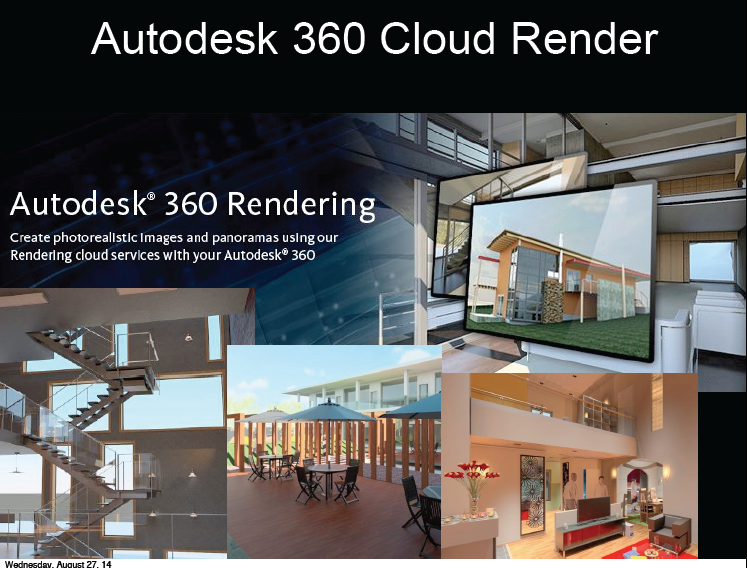 Autodesk 360 Cloud Render
Autodesk® 360 Rendering
Create photorealistic images and panoramas using our
Rendering cloud services with your Autodesk® 360
Wednesday, August 27, 14